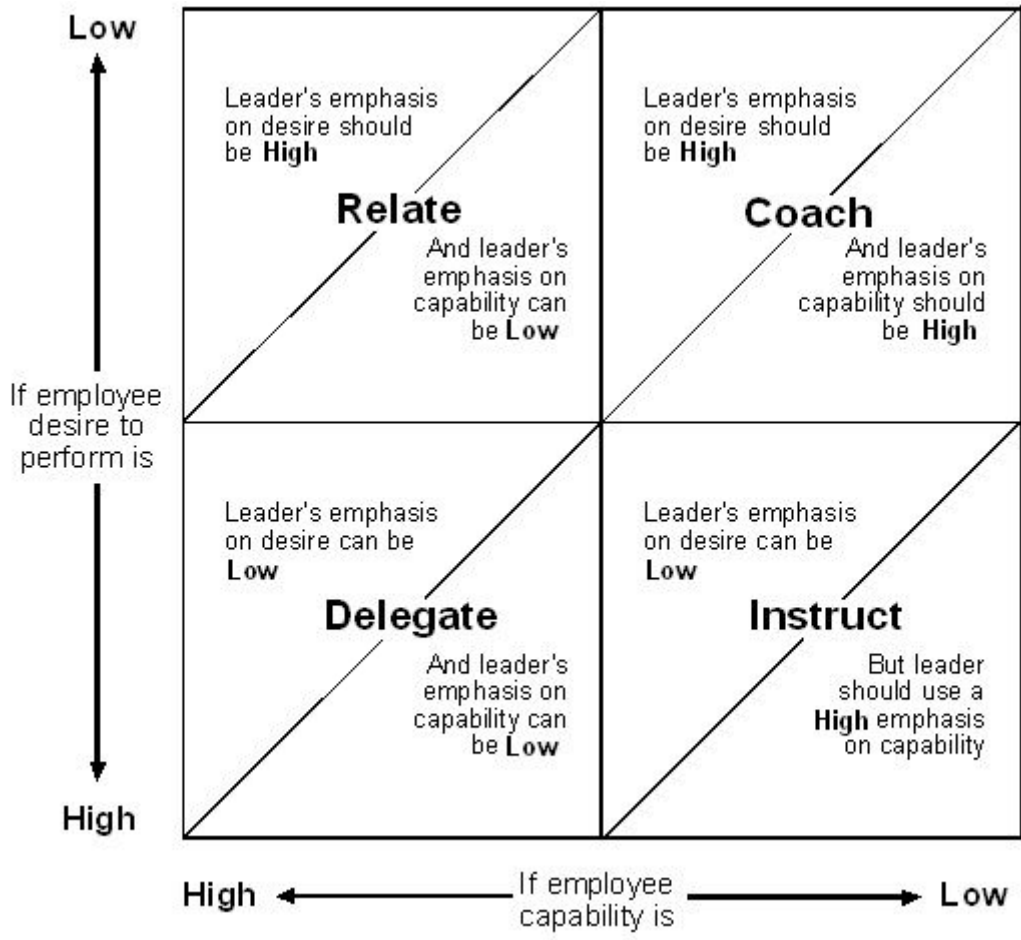 Low
Leader's emphasis
on desire should
be High
Relate
And leader's
emphasis on
capability can
be Low
Leader's emphasis
on desire should
be High
Coach
And leader's
emphasis on
capability should
be High
If employee
desire to
perform is
Leader's emphasis
on desire can be
Low
Delegate
And leader's
emphasis on
capability can
be Low
Leader's emphasis
on desire can be
Low
Instruct
But leader
should use a
High emphasis
on capability
High
High
If employee
capability is
Low